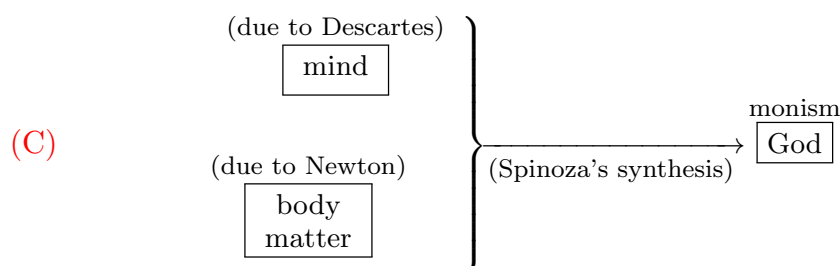 (due to Descartes)
mind
(C)
(due to Newton)
body
matter
(Spinoza's synthesis)
monism
God